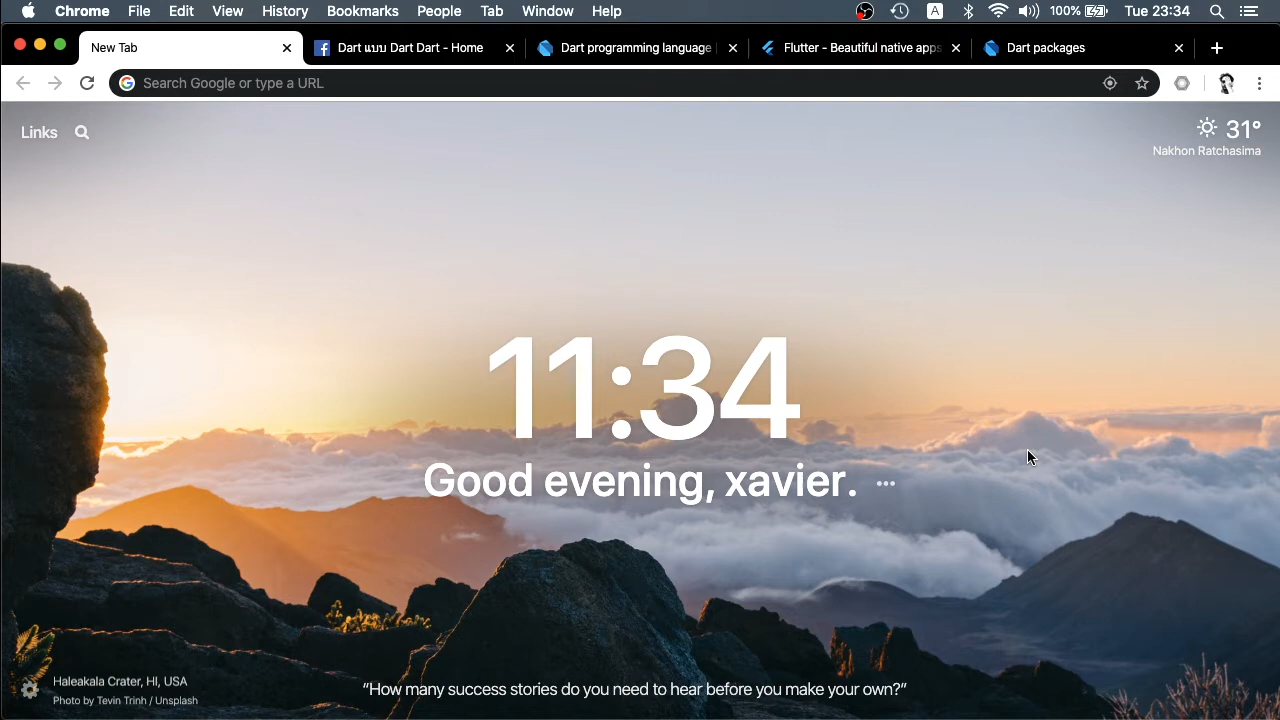 Chrome File Edit View History Bookmarks People Tab Window Help A 100% Tue 23:34
New Tab Dart แบบ Dart Dart - Home Dart programming language Flutter - Beautiful native apps Dart packages
Search Google or type a URL
Links 31°
Nakhon Ratchasima
11:34
Good evening, xavier.
Haleakala Crater, HI, USA
Photo by Tevin Trinh / Unsplash
“How many success stories do you need to hear before you make your own?”